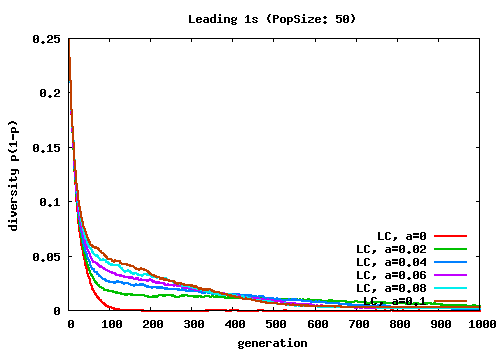 Leading 1s (PopSize: 50)
0.25
0.2
0.15
0.1
0.05
0
diversity p(1-p)
LC, a=0
LC, a=0.02
LC, a=0.04
LC, a=0.06
LC, a=0.08
LC, a=0.1
0 100 200 300 400 500 600 700 800 900 1000
generation